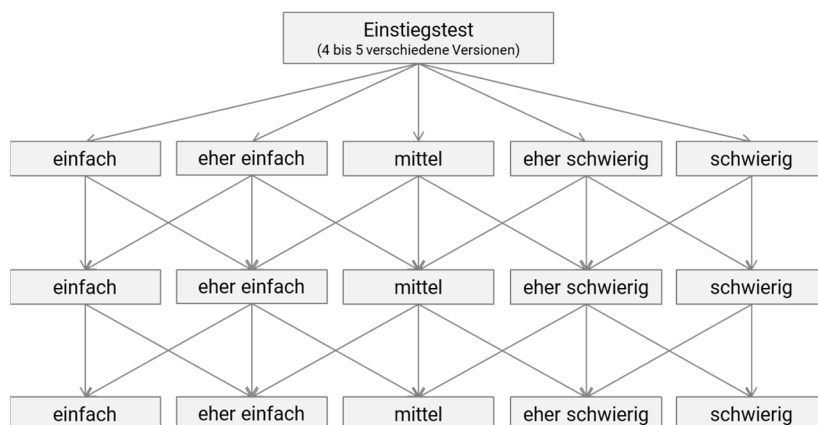 Einstiegstest
(4 bis 5 verschiedene Versionen)
einfach eher einfach mittel eher schwierig schwierig
einfach eher einfach mittel eher schwierig schwierig
einfach eher einfach mittel eher schwierig schwierig